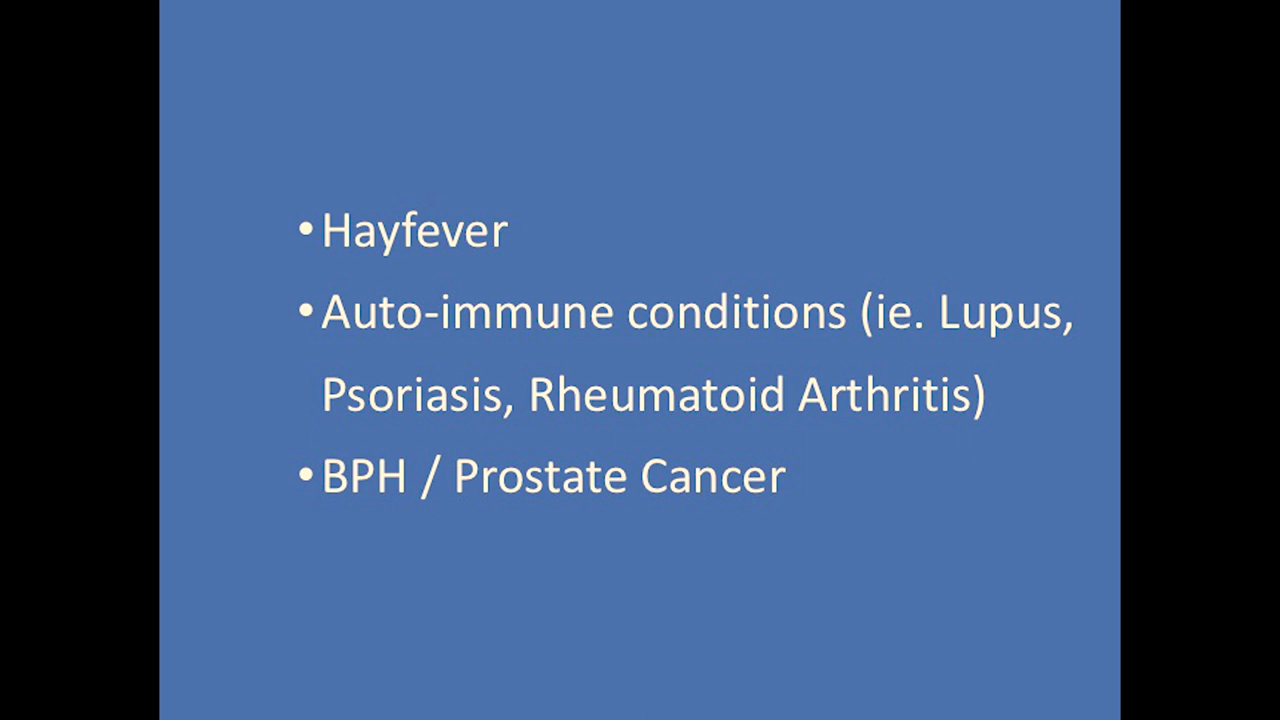 •Hayfever
•Auto-immune conditions (ie. Lupus,
Psoriasis, Rheumatoid Arthritis)
•BPH / Prostate Cancer